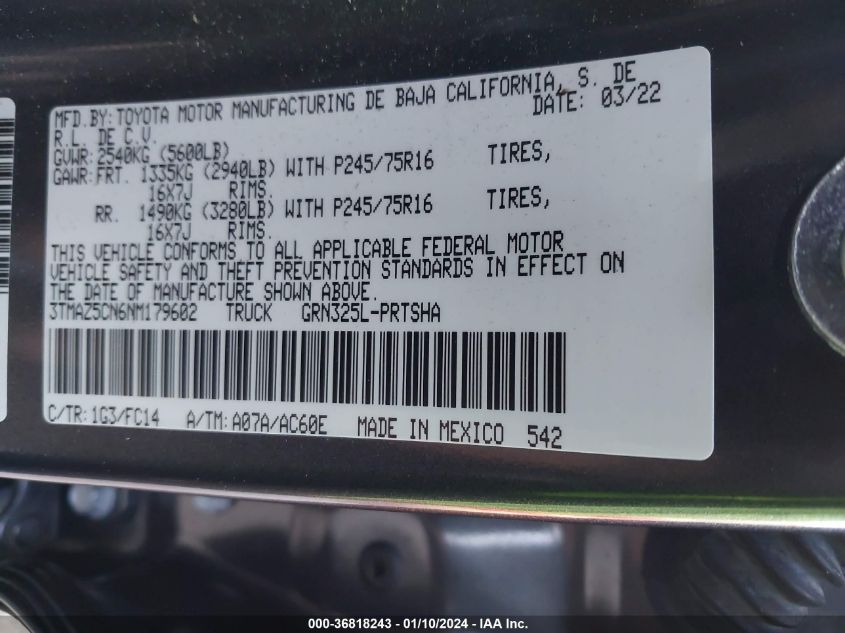 MFD.BY: TOYOTA MOTOR MANUFACTURING DE BAJA CALIFORNIA, S. DE
R.L. DE C.V. DATE: 03/22
GVWR: 2540KG (5600LB)
GAWR: FRT. 1335KG (2940LB) WITH P245/75R16 TIRES,
16X7J RIMS.
RR. 1490KG (3280LB) WITH P245/75R16 TIRES,
16X7J RIMS.
THIS VEHICLE CONFORMS TO ALL APPLICABLE FEDERAL MOTOR
VEHICLE SAFETY AND THEFT PREVENTION STANDARDS IN EFFECT ON
THE DATE OF MANUFACTURE SHOWN ABOVE.
3TMAZ5CN6NM179602 TRUCK GRN325L-PRTSHA
C/TR: 1G3/FC14 A/TM: A07A/AC60E MADE IN MEXICO 542
000-36818243 - 01/10/2024 - IAA Inc.